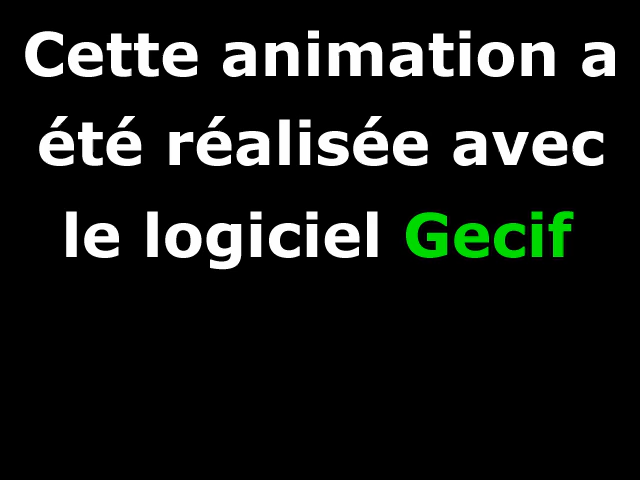 Cette animation a
été réalisée avec
le logiciel Gecif